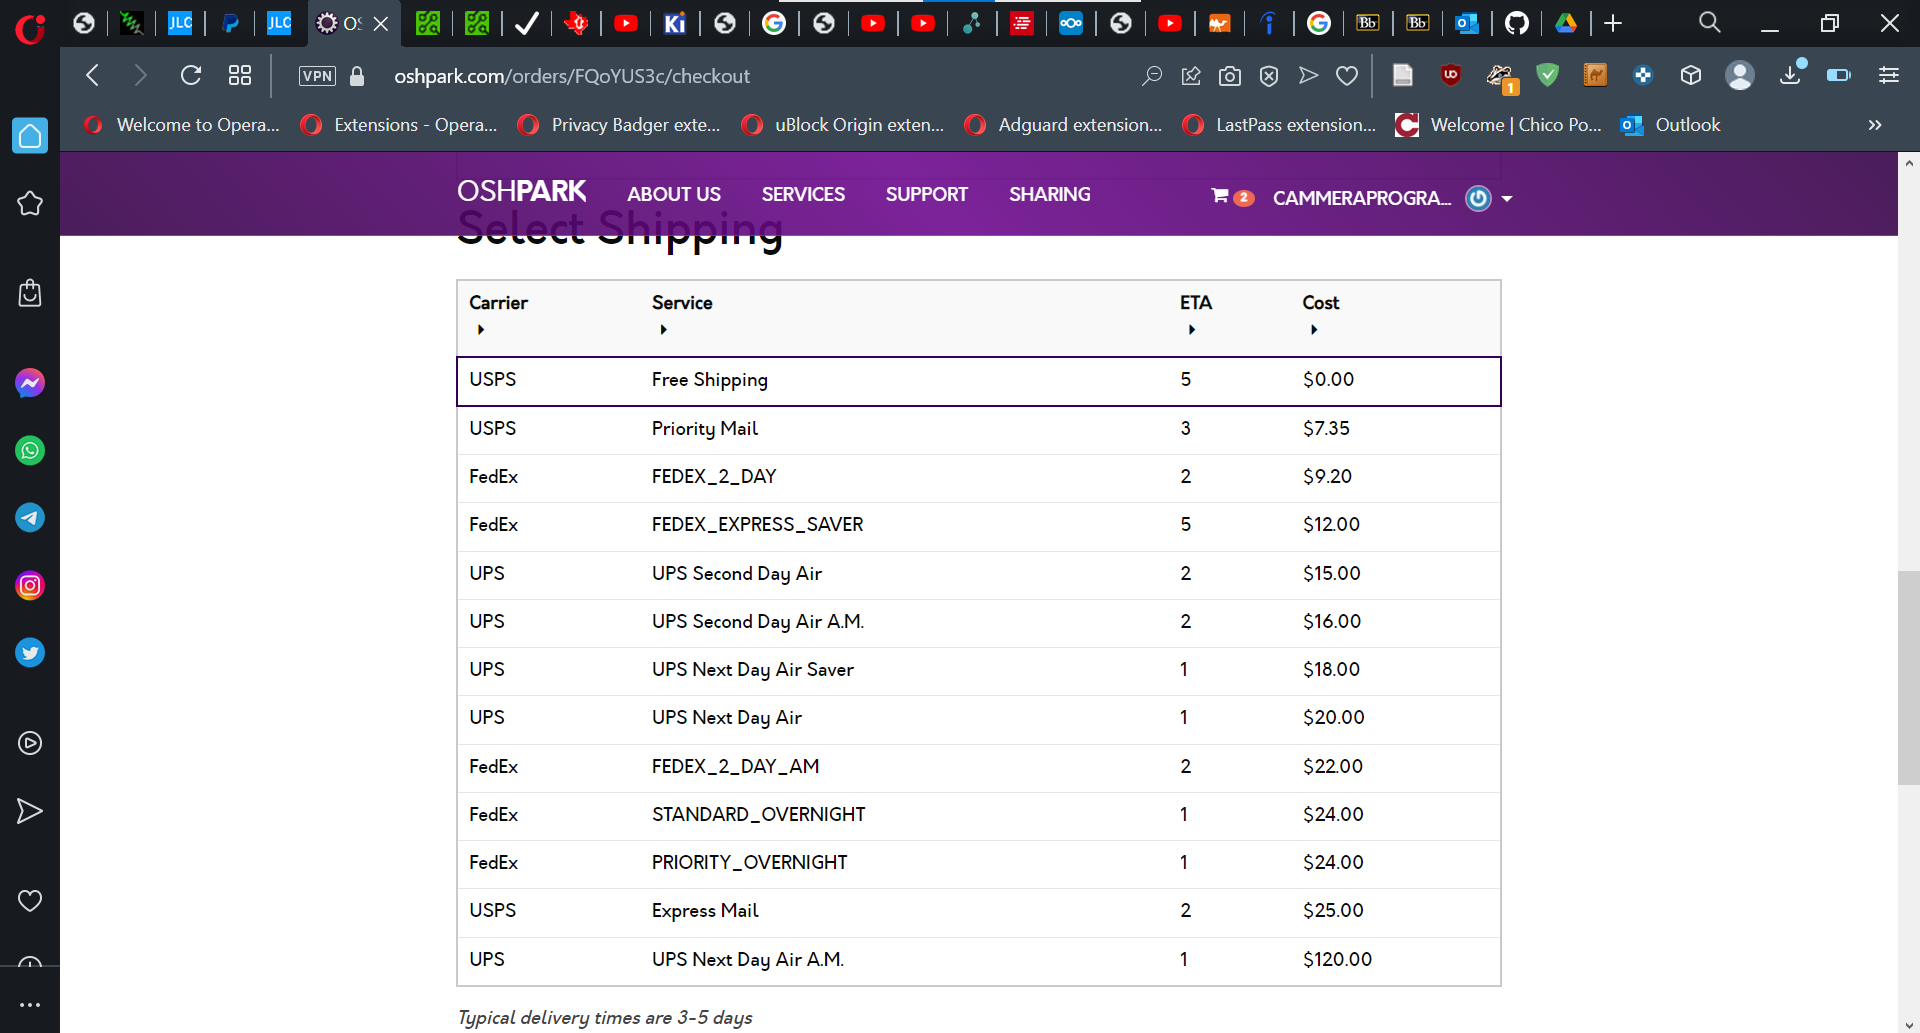 JLC
JLC
OS
Ki
Bb
Bb
VPN
oshpark.com/orders/FQoYUS3c/checkout
1
Welcome to Opera...
Extensions - Opera...
Privacy Badger exte...
uBlock Origin exten...
Adguard extension...
LastPass extension...
Welcome | Chico Po...
Outlook
OSHPARK
ABOUT US
SERVICES
SUPPORT
SHARING
2
CAMMERAPROGRA...
Select Shipping
Carrier Service ETA Cost
USPS Free Shipping 5 $0.00
USPS Priority Mail 3 $7.35
FedEx FEDEX_2_DAY 2 $9.20
FedEx FEDEX_EXPRESS_SAVER 5 $12.00
UPS UPS Second Day Air 2 $15.00
UPS UPS Second Day Air A.M. 2 $16.00
UPS UPS Next Day Air Saver 1 $18.00
UPS UPS Next Day Air 1 $20.00
FedEx FEDEX_2_DAY_AM 2 $22.00
FedEx STANDARD_OVERNIGHT 1 $24.00
FedEx PRIORITY_OVERNIGHT 1 $24.00
USPS Express Mail 2 $25.00
UPS UPS Next Day Air A.M. 1 $120.00
Typical delivery times are 3-5 days